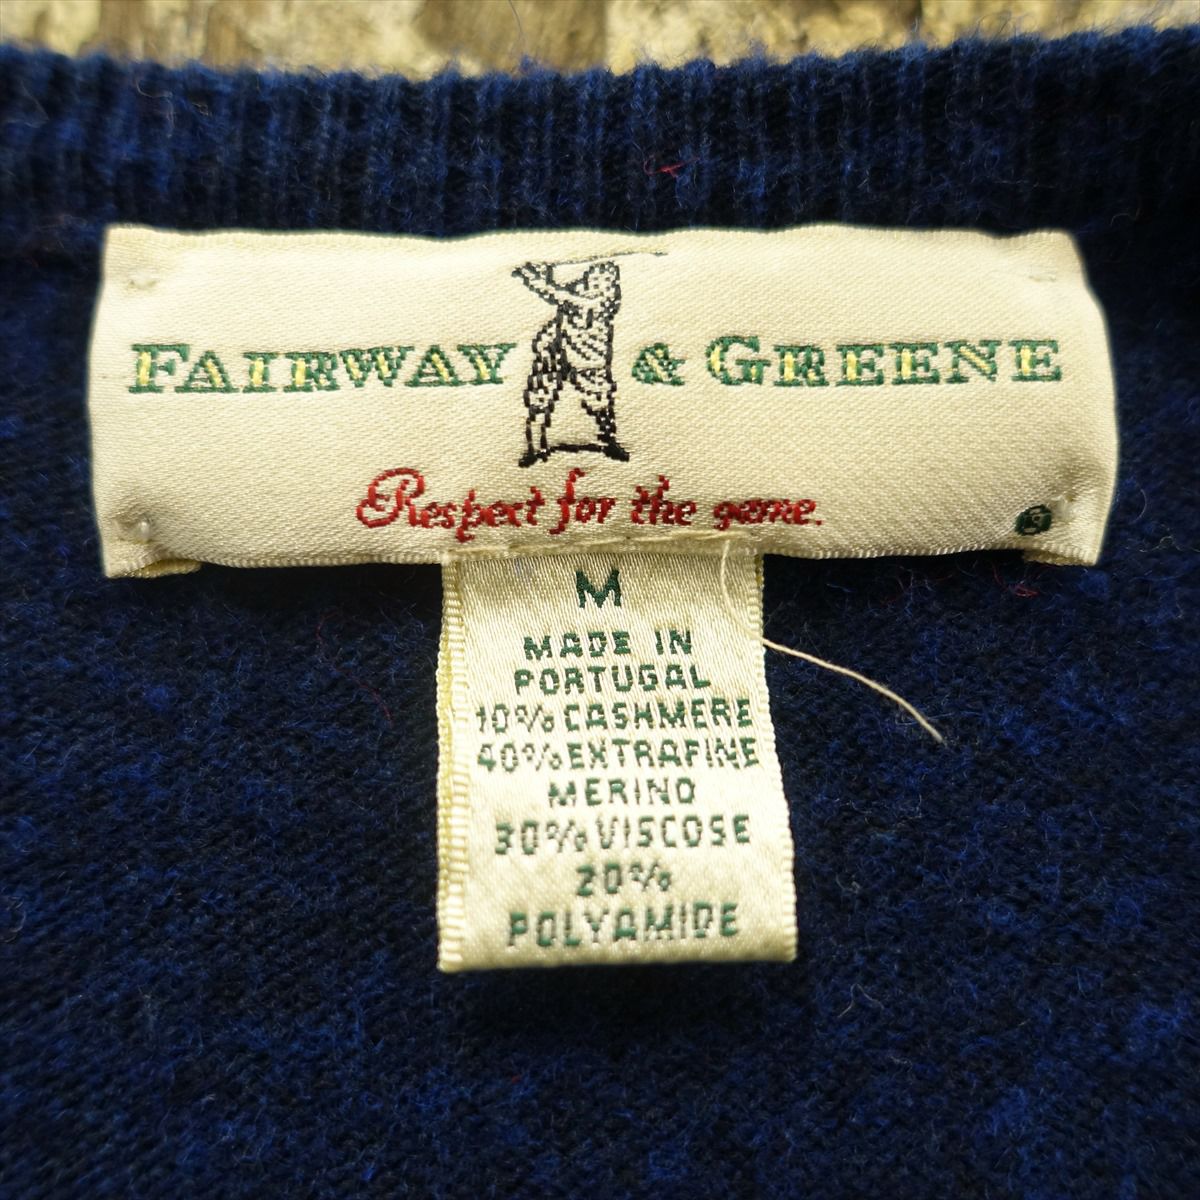 FAIRWAY & GREENE
Respect for the game.
®
M
MADE IN
PORTUGAL
10% CASHMERE
40% EXTRAFINE
MERINO
30% VISCOSE
20%
POLYAMIDE